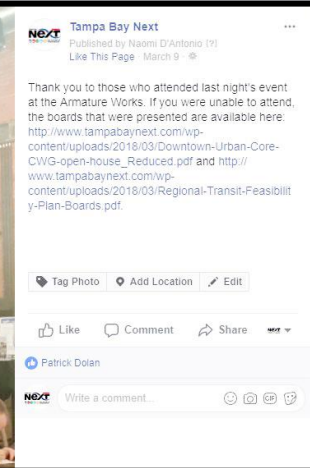 NEXT
Tampa Bay Next
Published by Naomi D'Antonio [?]
Like This Page · March 9 ·
Thank you to those who attended last night's event
at the Armature Works. If you were unable to attend,
the boards that were presented are available here:
http://www.tampabaynext.com/wp-
content/uploads/2018/03/Downtown-Urban-Core-
CWG-open-house_Reduced.pdf and http://
www.tampabaynext.com/wp-
content/uploads/2018/03/Regional-Transit-Feasibilit
y-Plan-Boards.pdf.
Tag Photo
Add Location
Edit
Like
Comment
Share
Patrick Dolan
NEXT
Write a comment...
GIF